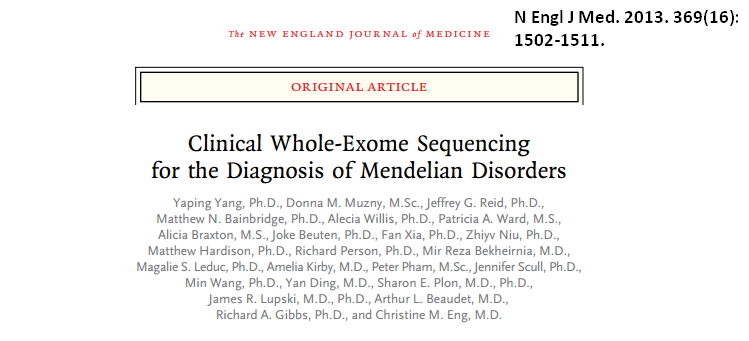 N Engl J Med. 2013. 369(16):
1502-1511.
The NEW ENGLAND JOURNAL of MEDICINE
ORIGINAL ARTICLE
Clinical Whole-Exome Sequencing
for the Diagnosis of Mendelian Disorders
Yaping Yang, Ph.D., Donna M. Muzny, M.Sc., Jeffrey G. Reid, Ph.D.,
Matthew N. Bainbridge, Ph.D., Alecia Willis, Ph.D., Patricia A. Ward, M.S.,
Alicia Braxton, M.S., Joke Beuten, Ph.D., Fan Xia, Ph.D., Zhiyv Niu, Ph.D.,
Matthew Hardison, Ph.D., Richard Person, Ph.D., Mir Reza Bekheirnia, M.D.,
Magalie S. Leduc, Ph.D., Amelia Kirby, M.D., Peter Pham, M.Sc., Jennifer Scull, Ph.D.,
Min Wang, Ph.D., Yan Ding, M.D., Sharon E. Plon, M.D., Ph.D.,
James R. Lupski, M.D., Ph.D., Arthur L. Beaudet, M.D.,
Richard A. Gibbs, Ph.D., and Christine M. Eng, M.D.